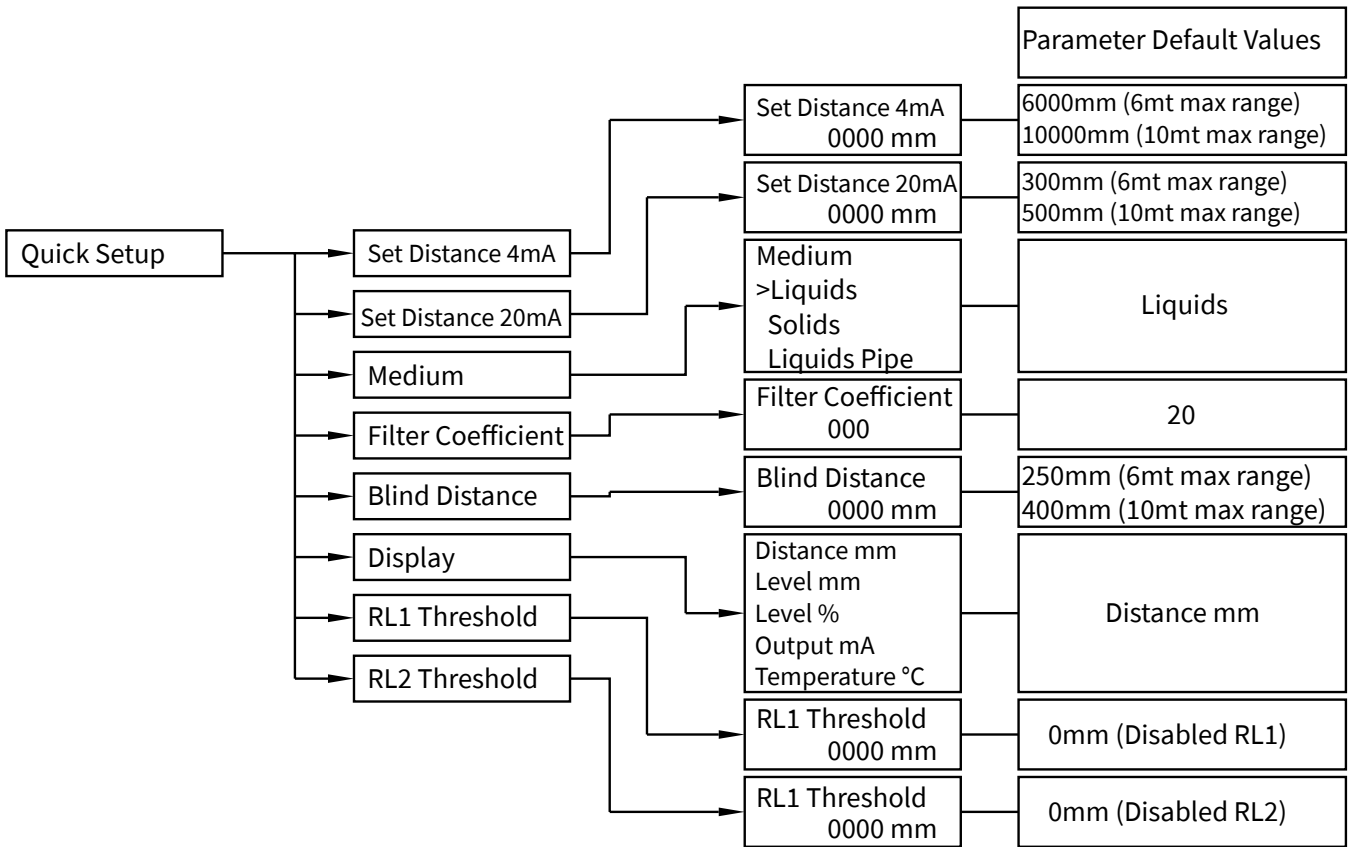 Parameter Default Values
Quick Setup
Set Distance 4mA
Set Distance 20mA
Medium
Filter Coefficient
Blind Distance
Display
RL1 Threshold
RL2 Threshold
Set Distance 4mA
0000 mm
6000mm (6mt max range)
10000mm (10mt max range)
Set Distance 20mA
0000 mm
300mm (6mt max range)
500mm (10mt max range)
Medium
>Liquids
Solids
Liquids Pipe
Liquids
Filter Coefficient
000
20
Blind Distance
0000 mm
250mm (6mt max range)
400mm (10mt max range)
Distance mm
Level mm
Level %
Output mA
Temperature °C
Distance mm
RL1 Threshold
0000 mm
0mm (Disabled RL1)
RL1 Threshold
0000 mm
0mm (Disabled RL2)